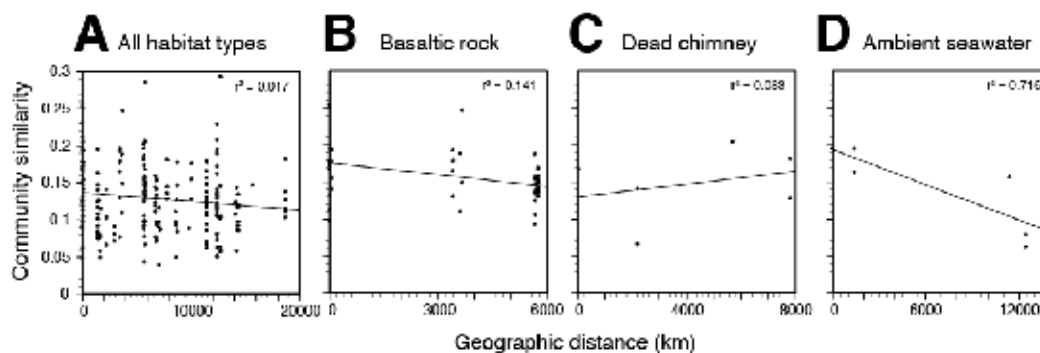 A All habitat types
B Basaltic rock
C Dead chimney
D Ambient seawater
r² = 0.017
r² = 0.141
r² = 0.088
r² = 0.716
Community similarity
0.3
0.2
0.15
0.1
0.05
0
0
10000
20000
0
3000
6000
0
4000
8000
0
6000
12000
Geographic distance (km)